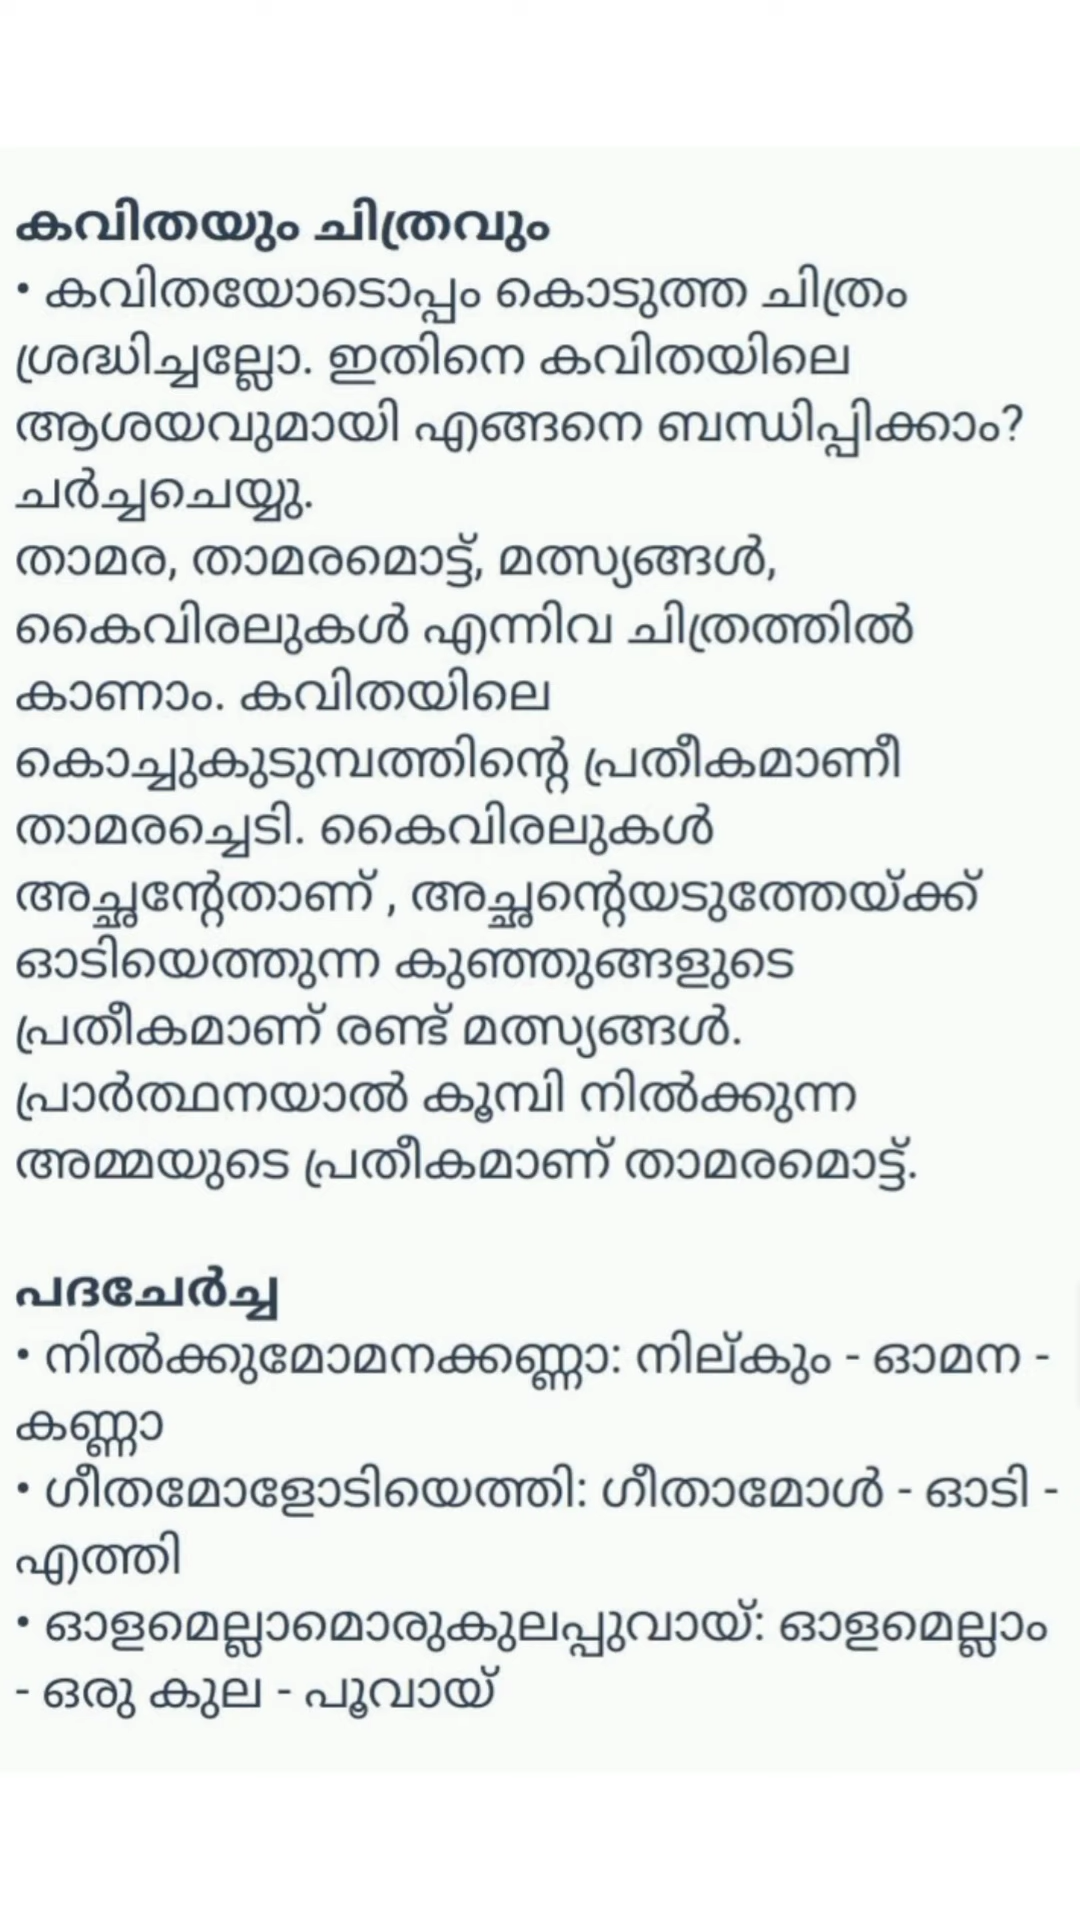 കവിതയും ചിത്രവും
• കവിതയോടൊപ്പം കൊടുത്ത ചിത്രം
ശ്രദ്ധിച്ചല്ലോ. ഇതിനെ കവിതയിലെ
ആശയവുമായി എങ്ങനെ ബന്ധിപ്പിക്കാം?
ചർച്ചചെയ്യു.
താമര, താമരമൊട്ട്, മത്സ്യങ്ങൾ,
കൈവിരലുകൾ എന്നിവ ചിത്രത്തിൽ
കാണാം. കവിതയിലെ
കൊച്ചുകുടുമ്പത്തിന്റെ പ്രതീകമാണീ
താമരച്ചെടി. കൈവിരലുകൾ
അച്ഛന്റേതാണ് , അച്ഛന്റെയടുത്തേയ്ക്ക്
ഓടിയെത്തുന്ന കുഞ്ഞുങ്ങളുടെ
പ്രതീകമാണ് രണ്ട് മത്സ്യങ്ങൾ.
പ്രാർത്ഥനയാൽ കൂമ്പി നിൽക്കുന്ന
അമ്മയുടെ പ്രതീകമാണ് താമരമൊട്ട്.
പദചേർച്ച
• നിൽക്കുമോമനക്കണ്ണാ: നില്കും - ഓമന -
കണ്ണാ
• ഗീതമോളോടിയെത്തി: ഗീതാമോൾ - ഓടി -
എത്തി
• ഓളമെല്ലാമൊരുകുലപ്പുവായ്: ഓളമെല്ലാം
- ഒരു കുല - പൂവായ്